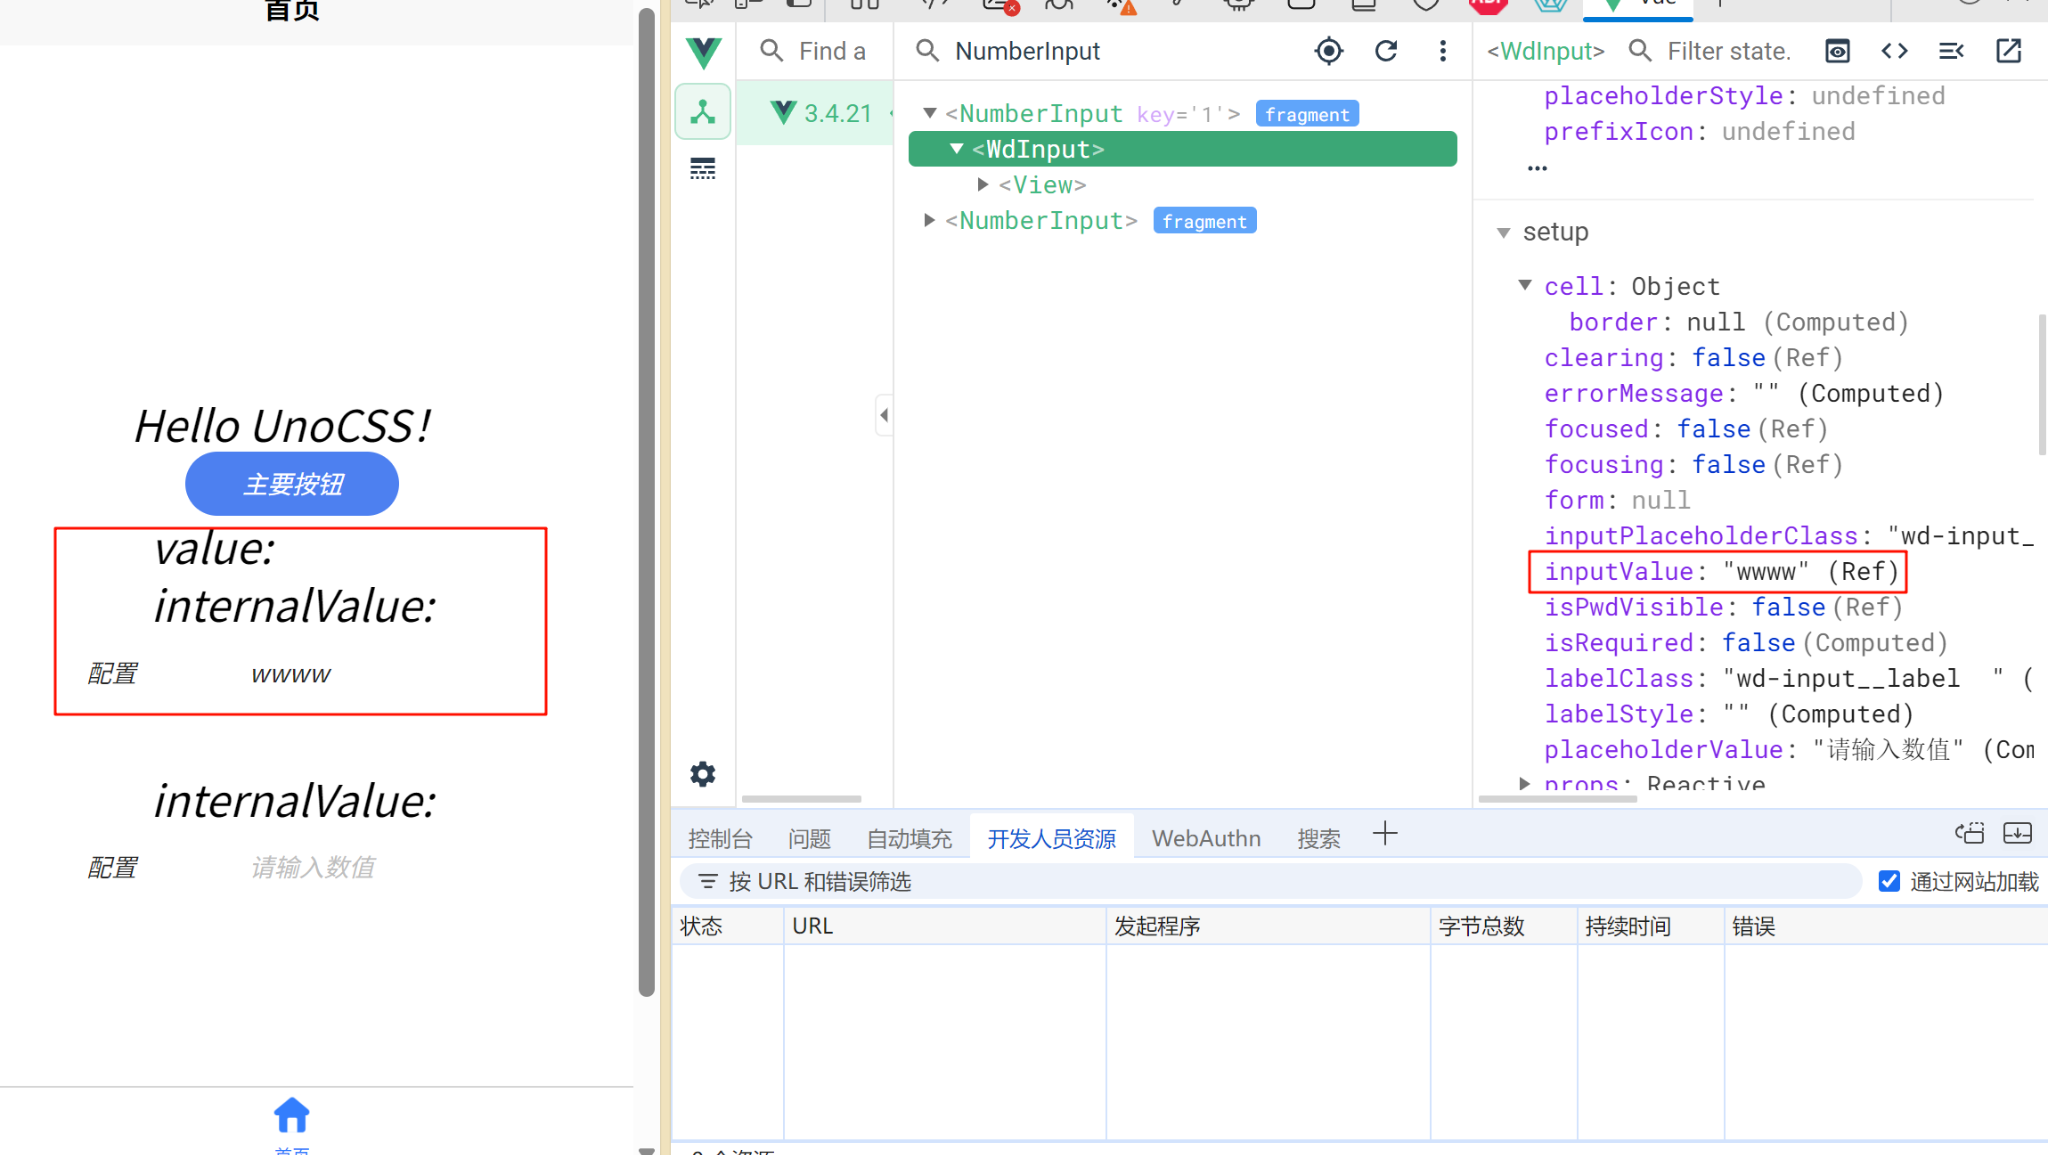 首页
Hello UnoCSS!
主要按钮
value:
internalValue:
配置
wwww
internalValue:
配置
请输入数值
Find a
3.4.21
NumberInput
<NumberInput key='1'> fragment
<WdInput>
<View>
<NumberInput> fragment
<WdInput>
Filter state.
placeholderStyle: undefined
prefixIcon: undefined
...
setup
cell: Object
border: null (Computed)
clearing: false (Ref)
errorMessage: "" (Computed)
focused: false (Ref)
focusing: false (Ref)
form: null
inputPlaceholderClass: "wd-input_
inputValue: "wwww" (Ref)
isPwdVisible: false (Ref)
isRequired: false (Computed)
labelClass: "wd-input__label  " (
labelStyle: "" (Computed)
placeholderValue: "请输入数值" (Com
props: Reactive
控制台
问题
自动填充
开发人员资源
WebAuthn
搜索
按 URL 和错误筛选
通过网站加载
状态
URL
发起程序
字节总数
持续时间
错误